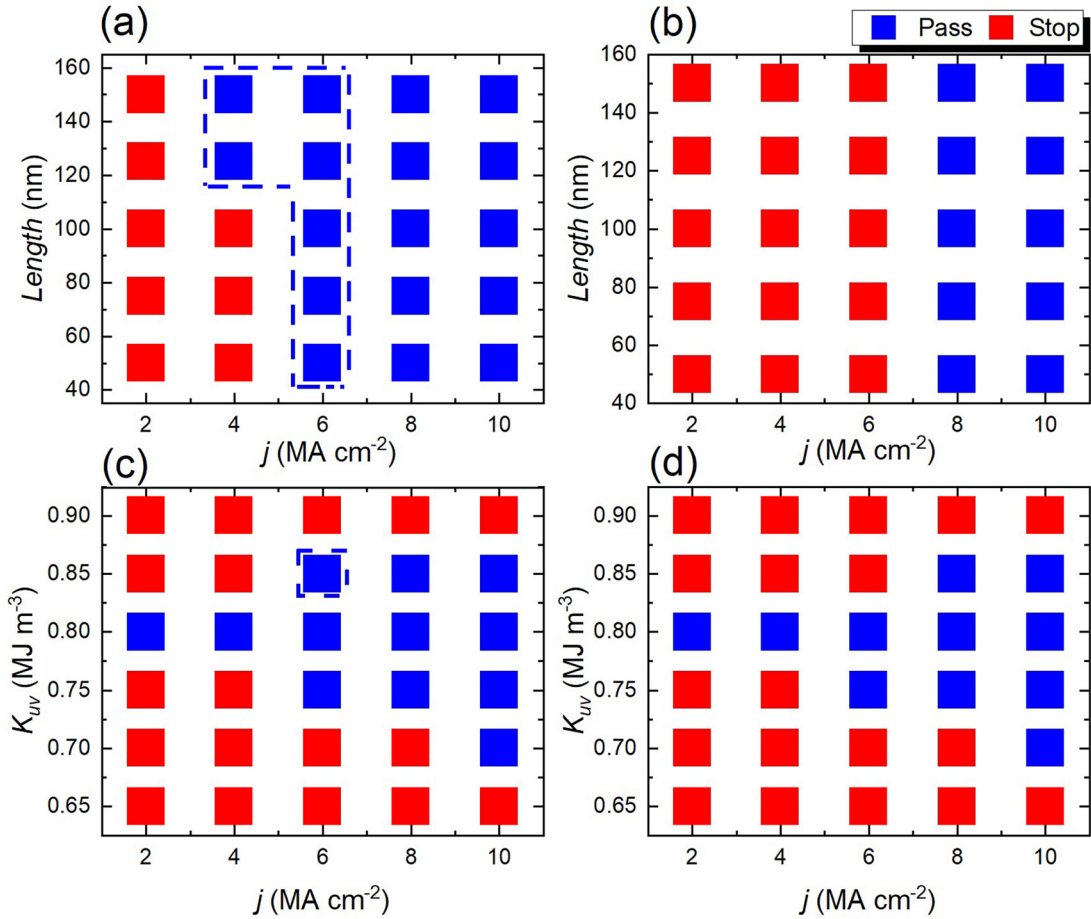 (a)
(b)
Pass Stop
160
140
120
100
80
60
40
Length (nm)
2 4 6 8 10
j (MA cm-2)
160
140
120
100
80
60
40
Length (nm)
2 4 6 8 10
j (MA cm-2)
(c)
0.90
0.85
0.80
0.75
0.70
0.65
Kuv (MJ m-3)
2 4 6 8 10
j (MA cm-2)
(d)
0.90
0.85
0.80
0.75
0.70
0.65
Kuv (MJ m-3)
2 4 6 8 10
j (MA cm-2)